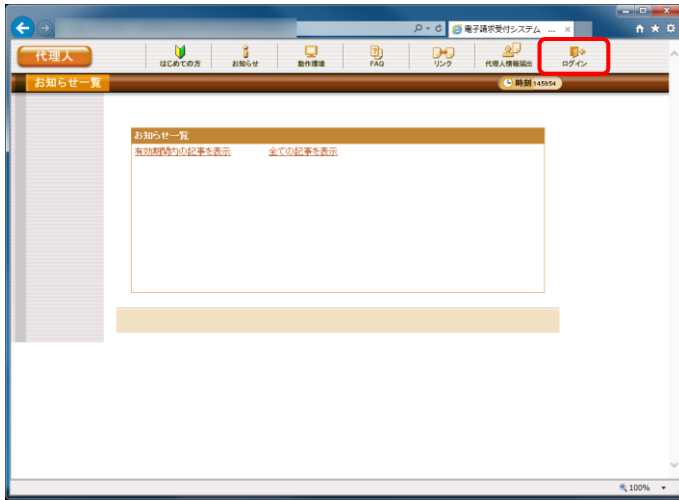 電子請求受付システム ... ×
代理人
はじめての方 お知らせ 動作環境 FAQ リンク 代理人情報届出 ログイン
お知らせ一覧 時刻 14:59:54
お知らせ一覧
有効期間内の記事を表示 全ての記事を表示
100%